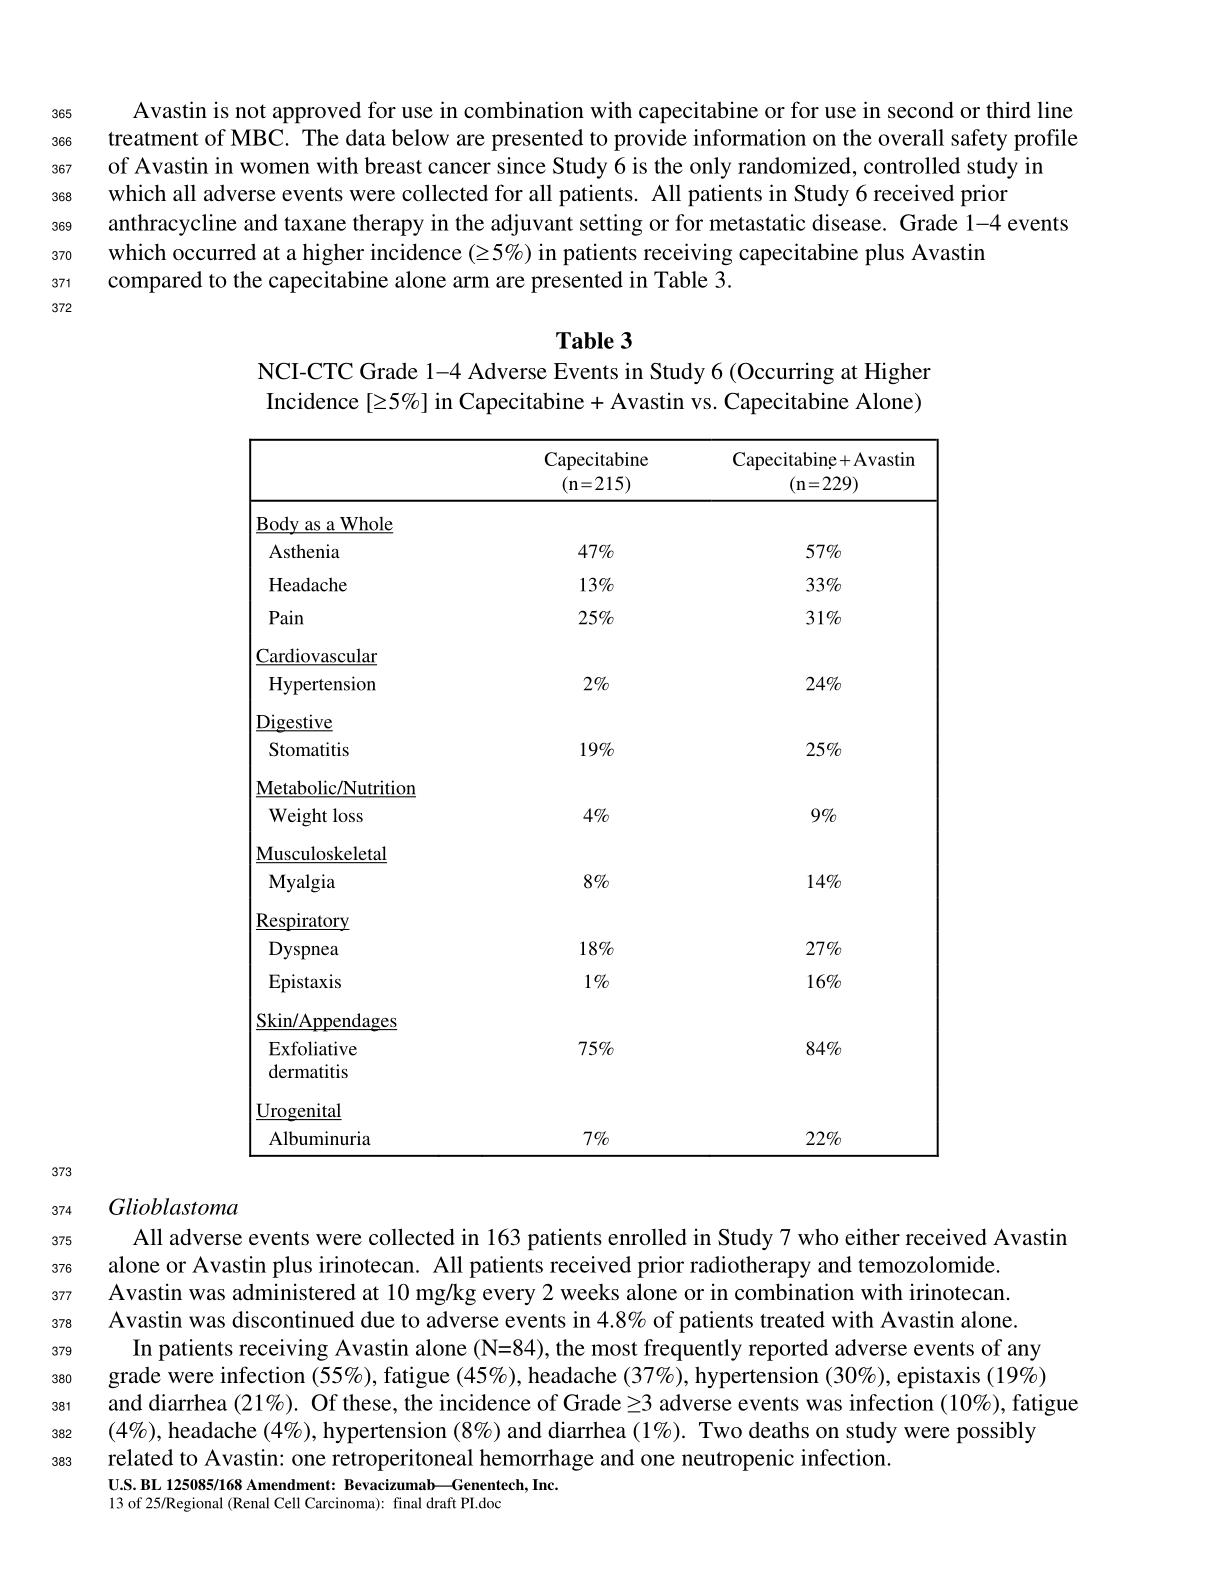 365 Avastin is not approved for use in combination with capecitabine or for use in second or third line
366 treatment of MBC. The data below are presented to provide information on the overall safety profile
367 of Avastin in women with breast cancer since Study 6 is the only randomized, controlled study in
368 which all adverse events were collected for all patients. All patients in Study 6 received prior
369 anthracycline and taxane therapy in the adjuvant setting or for metastatic disease. Grade 1–4 events
370 which occurred at a higher incidence (≥5%) in patients receiving capecitabine plus Avastin
371 compared to the capecitabine alone arm are presented in Table 3.
372
Table 3
NCI-CTC Grade 1–4 Adverse Events in Study 6 (Occurring at Higher
Incidence [≥5%] in Capecitabine + Avastin vs. Capecitabine Alone)
Capecitabine Capecitabine+Avastin
(n=215) (n=229)
Body as a Whole
Asthenia 47% 57%
Headache 13% 33%
Pain 25% 31%
Cardiovascular
Hypertension 2% 24%
Digestive
Stomatitis 19% 25%
Metabolic/Nutrition
Weight loss 4% 9%
Musculoskeletal
Myalgia 8% 14%
Respiratory
Dyspnea 18% 27%
Epistaxis 1% 16%
Skin/Appendages
Exfoliative 75% 84%
dermatitis
Urogenital
Albuminuria 7% 22%
373
374 Glioblastoma
375 All adverse events were collected in 163 patients enrolled in Study 7 who either received Avastin
376 alone or Avastin plus irinotecan. All patients received prior radiotherapy and temozolomide.
377 Avastin was administered at 10 mg/kg every 2 weeks alone or in combination with irinotecan.
378 Avastin was discontinued due to adverse events in 4.8% of patients treated with Avastin alone.
379 In patients receiving Avastin alone (N=84), the most frequently reported adverse events of any
380 grade were infection (55%), fatigue (45%), headache (37%), hypertension (30%), epistaxis (19%)
381 and diarrhea (21%). Of these, the incidence of Grade ≥3 adverse events was infection (10%), fatigue
382 (4%), headache (4%), hypertension (8%) and diarrhea (1%). Two deaths on study were possibly
383 related to Avastin: one retroperitoneal hemorrhage and one neutropenic infection.
U.S. BL 125085/168 Amendment: Bevacizumab—Genentech, Inc.
13 of 25/Regional (Renal Cell Carcinoma): final draft PI.doc